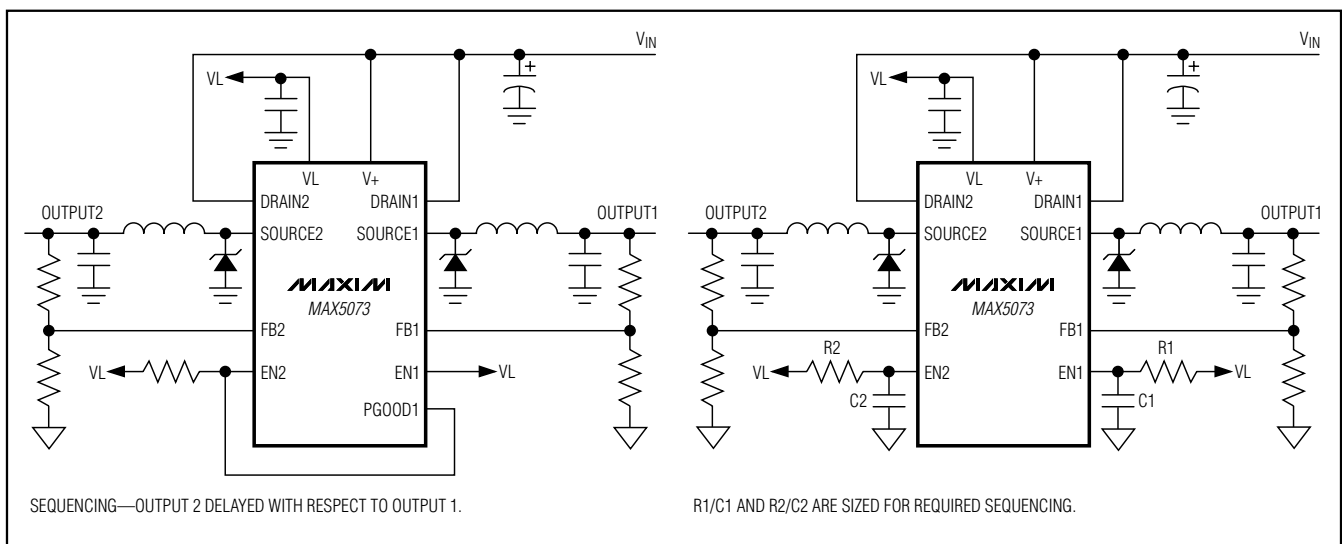 VIN
VL
VL
V+
DRAIN2
DRAIN1
OUTPUT2
OUTPUT1
SOURCE2
SOURCE1
MAXIM
MAX5073
FB2
FB1
VL
EN2
EN1
VL
PGOOD1
SEQUENCING—OUTPUT 2 DELAYED WITH RESPECT TO OUTPUT 1.
VIN
VL
VL
V+
DRAIN2
DRAIN1
OUTPUT2
OUTPUT1
SOURCE2
SOURCE1
MAXIM
MAX5073
FB2
FB1
R2
R1
VL
EN2
EN1
VL
C2
C1
R1/C1 AND R2/C2 ARE SIZED FOR REQUIRED SEQUENCING.